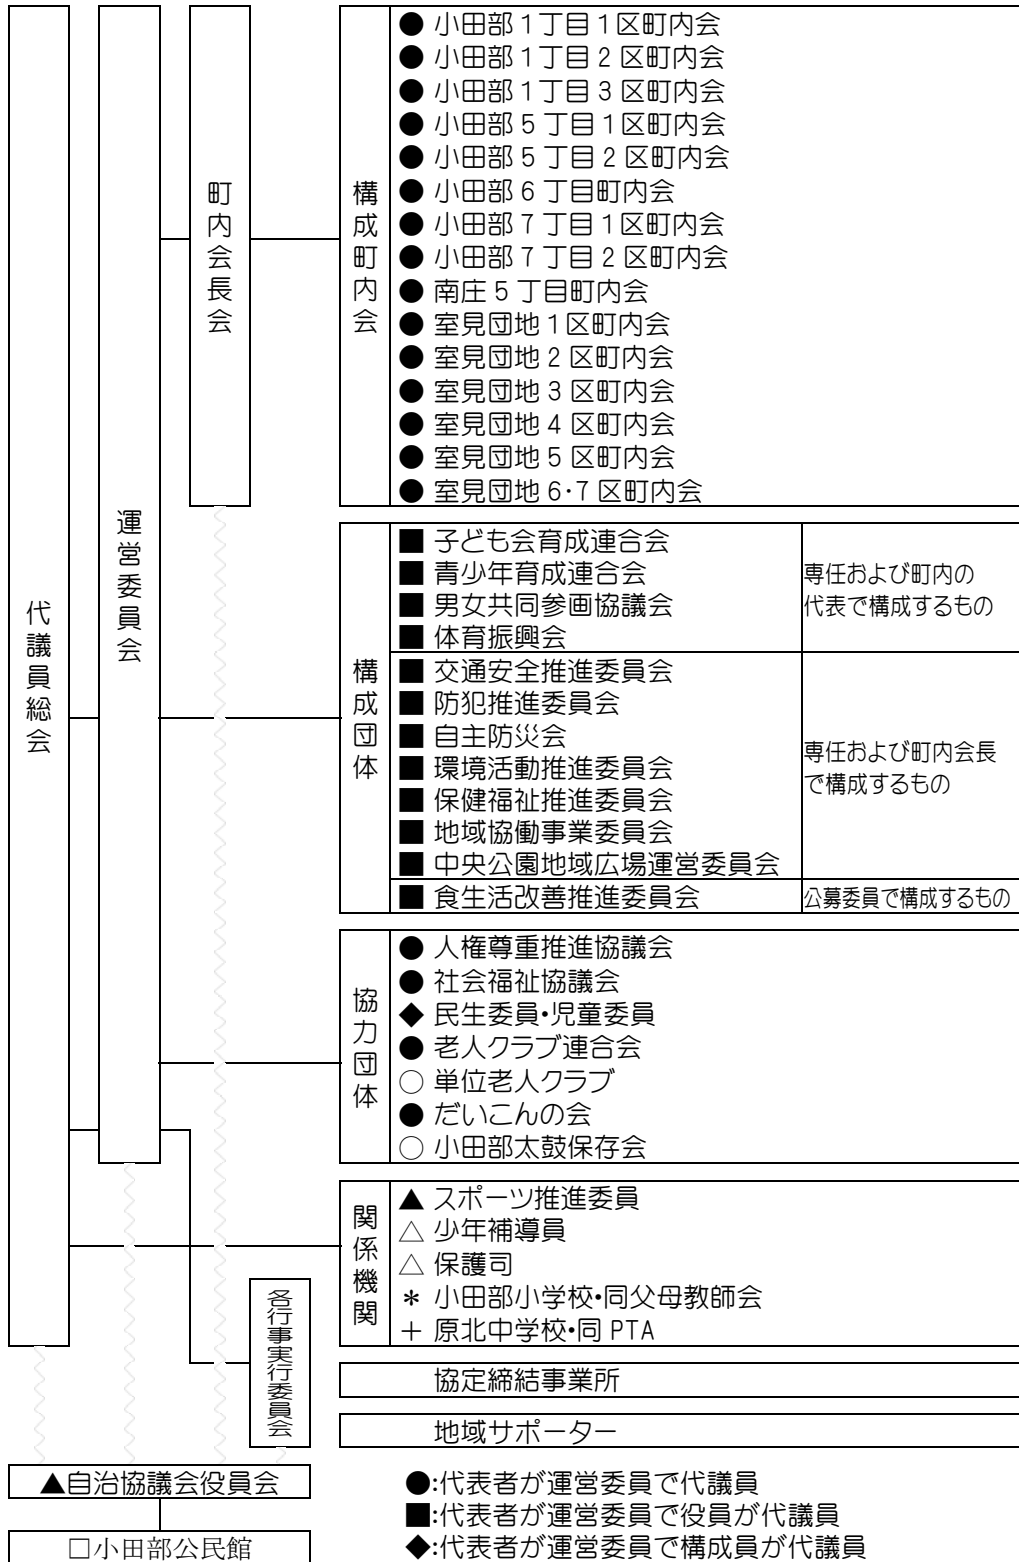 代議員総会
運営委員会
町内会長会
構成町内会
● 小田部1丁目1区町内会
● 小田部1丁目2区町内会
● 小田部1丁目3区町内会
● 小田部5丁目1区町内会
● 小田部5丁目2区町内会
● 小田部6丁目町内会
● 小田部7丁目1区町内会
● 小田部7丁目2区町内会
● 南庄5丁目町内会
● 室見団地1区町内会
● 室見団地2区町内会
● 室見団地3区町内会
● 室見団地4区町内会
● 室見団地5区町内会
● 室見団地6・7区町内会
構成団体
■ 子ども会育成連合会
■ 青少年育成連合会
■ 男女共同参画協議会
■ 体育振興会
専任および町内の
代表で構成するもの
■ 交通安全推進委員会
■ 防犯推進委員会
■ 自主防災会
■ 環境活動推進委員会
■ 保健福祉推進委員会
■ 地域協働事業委員会
■ 中央公園地域広場運営委員会
専任および町内会長
で構成するもの
■ 食生活改善推進委員会
公募委員で構成するもの
協力団体
● 人権尊重推進協議会
● 社会福祉協議会
◆ 民生委員・児童委員
● 老人クラブ連合会
○ 単位老人クラブ
● だいこんの会
○ 小田部太鼓保存会
関係機関
▲ スポーツ推進委員
△ 少年補導員
△ 保護司
＊ 小田部小学校・同父母教師会
＋ 原北中学校・同PTA
各行事実行委員会
協定締結事業所
地域サポーター
▲自治協議会役員会
□小田部公民館
●:代表者が運営委員で代議員
■:代表者が運営委員で役員が代議員
◆:代表者が運営委員で構成員が代議員